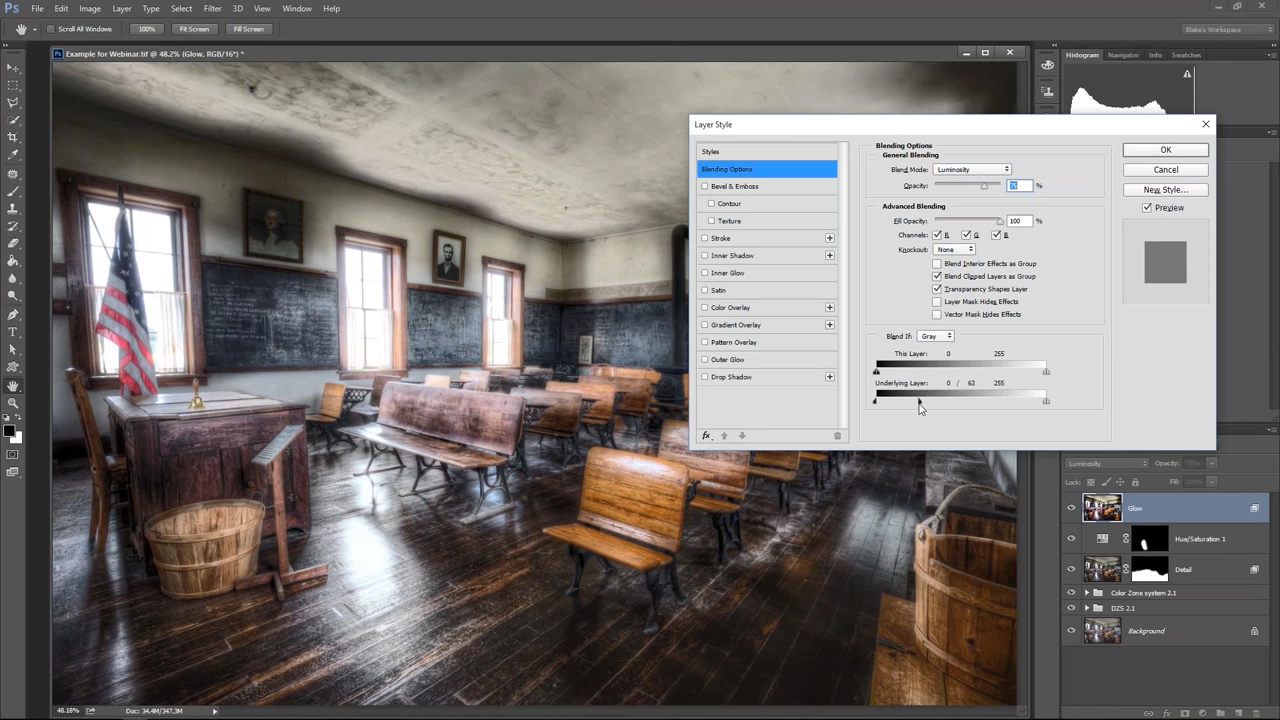 Ps File Edit Image Layer Type Select Filter 3D View Window Help
Scroll All Windows 100% Fit Screen Fill Screen Blake's Workspace
Example for Webinar.tif @ 48.2% (Glow, RGB/16*) *
Histogram Navigator Info Swatches
Layer Style
Styles
Blending Options
Bevel & Emboss
Contour
Texture
Stroke
Inner Shadow
Inner Glow
Satin
Color Overlay
Gradient Overlay
Pattern Overlay
Outer Glow
Drop Shadow
fx
Blending Options
General Blending
Blend Mode: Luminosity
Opacity: 75 %
Advanced Blending
Fill Opacity: 100 %
Channels: R G B
Knockout: None
Blend Interior Effects as Group
Blend Clipped Layers as Group
Transparency Shapes Layer
Layer Mask Hides Effects
Vector Mask Hides Effects
Blend If: Gray
This Layer: 0 255
Underlying Layer: 0 / 63 255
OK
Cancel
New Style...
Preview
Luminosity Opacity: 75%
Lock: Fill: 100%
Glow
Hue/Saturation 1
Detail
Color Zone system 2.1
DZS 2.1
Background
48.18% Doc: 34.4M/347.3M
fx